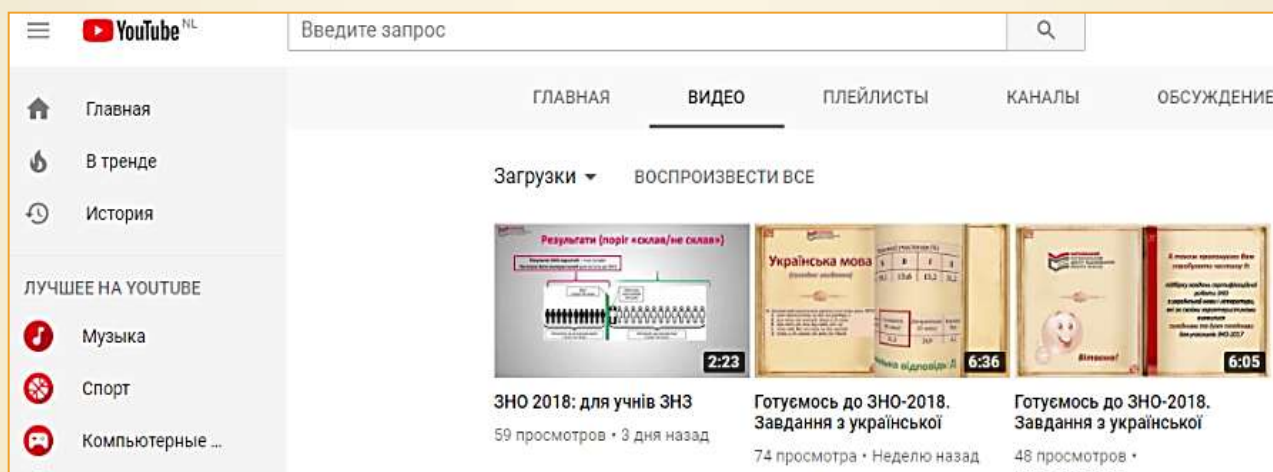 YouTube NL
Введите запрос
ГЛАВНАЯ ВИДЕО ПЛЕЙЛИСТЫ КАНАЛЫ ОБСУЖДЕНИЕ
Главная
В тренде
История
ЛУЧШЕЕ НА YOUTUBE
Музыка
Спорт
Компьютерные ...
Загрузки ВОСПРОИЗВЕСТИ ВСЕ
Результати (поріг «склав/не склав»)
2:23
ЗНО 2018: для учнів ЗНЗ
59 просмотров • 3 дня назад
Українська мова
відповідь: Д
6:36
Готуємось до ЗНО-2018.
Завдання з української
74 просмотра • Неделю назад
Вітаємо!
6:05
Готуємось до ЗНО-2018.
Завдання з української
48 просмотров •